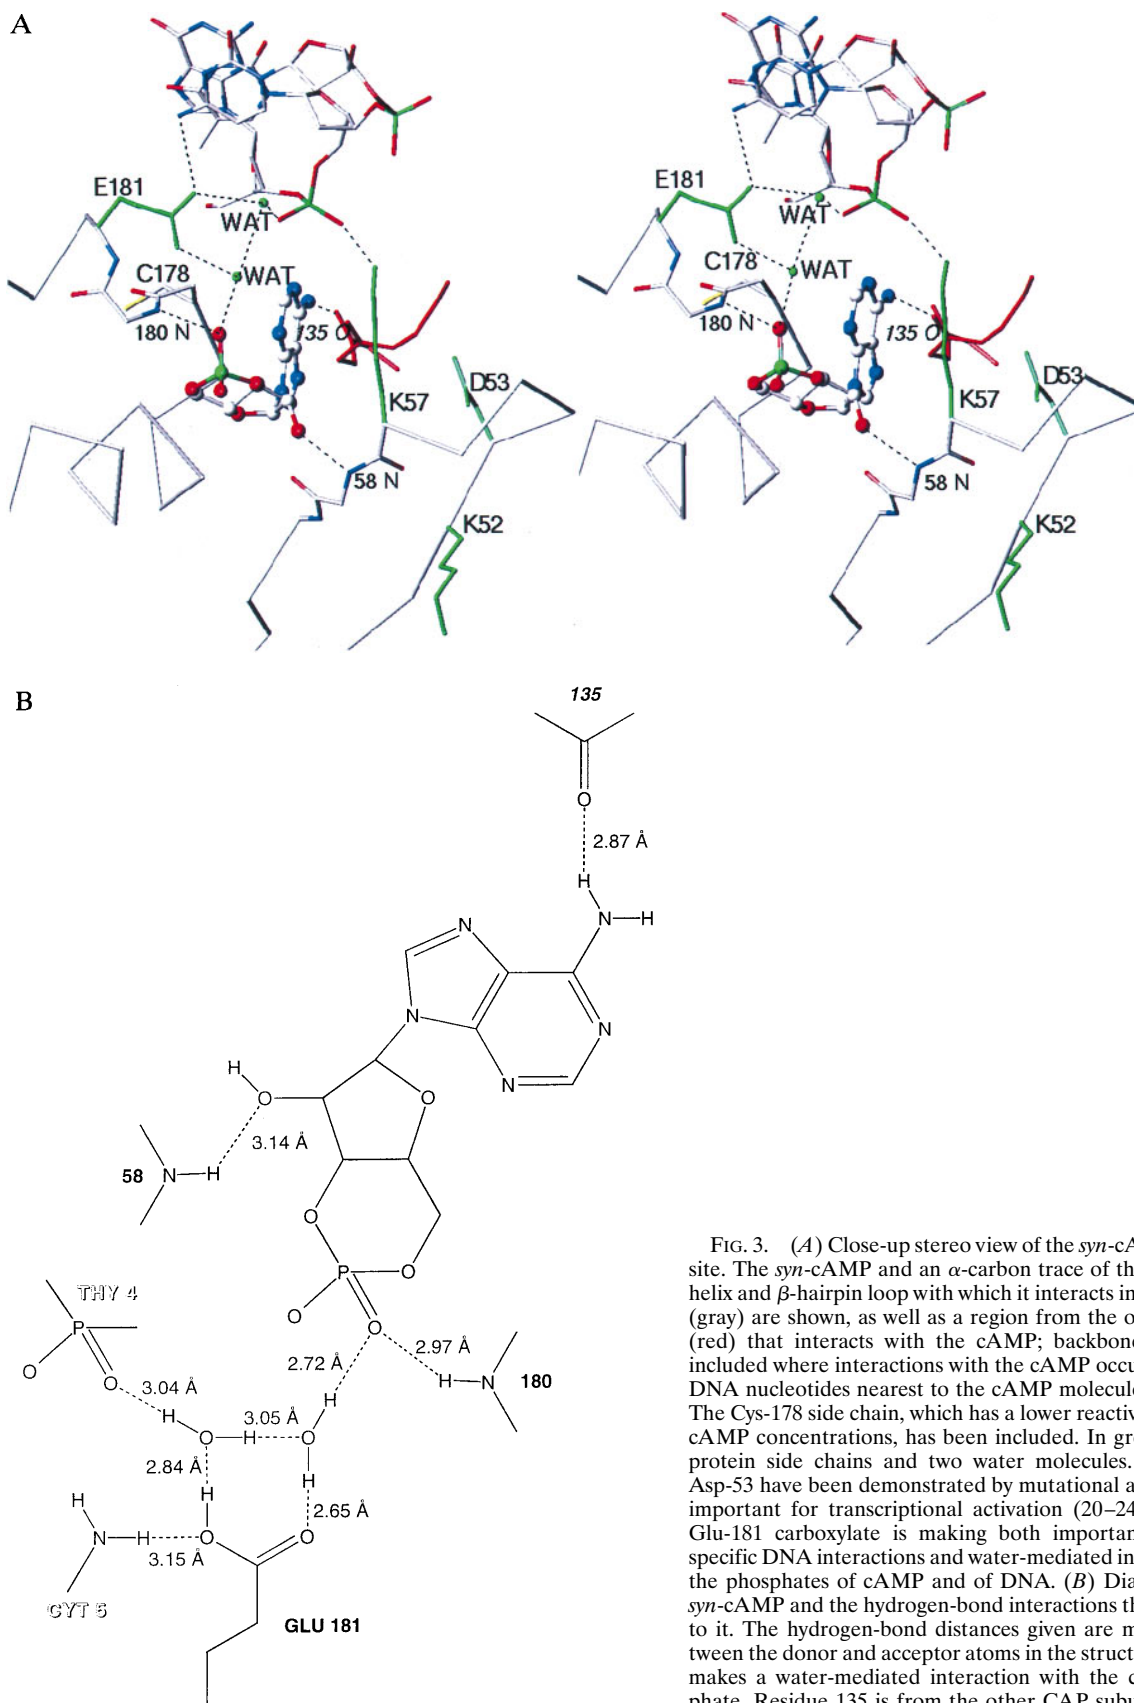 A
E181
WAT
C178
WAT
180 N
135 O
K57
D53
58 N
K52
E181
WAT
C178
WAT
180 N
135 O
K57
D53
58 N
K52
B
135
O
2.87 Å
H
N H
N
N
N
N
H
O
O
3.14 Å
58 N H
O
P O
O
O
THY 4
P
O
O
2.72 Å
2.97 Å
H N 180
3.04 Å
H
H
3.05 Å
O H O
2.84 Å
H
H
2.65 Å
H
N H O O
3.15 Å
CYT 5
GLU 181
FIG. 3. (A) Close-up stereo view of the syn-cA
site. The syn-cAMP and an α-carbon trace of th
helix and β-hairpin loop with which it interacts in
(gray) are shown, as well as a region from the o
(red) that interacts with the cAMP; backbon
included where interactions with the cAMP occu
DNA nucleotides nearest to the cAMP molecul
The Cys-178 side chain, which has a lower reactiv
cAMP concentrations, has been included. In gr
protein side chains and two water molecules.
Asp-53 have been demonstrated by mutational a
important for transcriptional activation (20–24
Glu-181 carboxylate is making both importan
specific DNA interactions and water-mediated in
the phosphates of cAMP and of DNA. (B) Dia
syn-cAMP and the hydrogen-bond interactions th
to it. The hydrogen-bond distances given are m
tween the donor and acceptor atoms in the struct
makes a water-mediated interaction with the c
phate. Residue 135 is from the other CAP subu